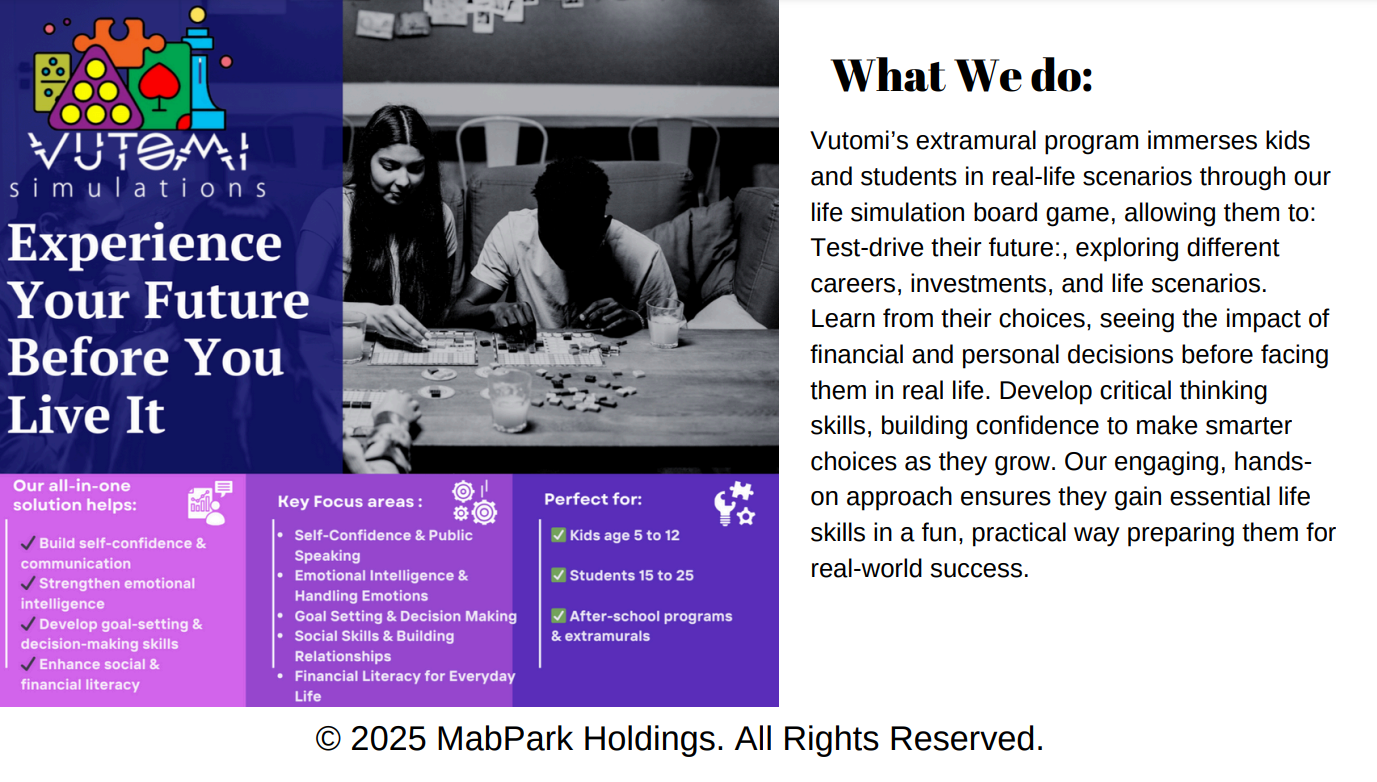 VUTOMI
simulations
Experience
Your Future
Before You
Live It
Our all-in-one
solution helps:
✓ Build self-confidence &
communication
✓ Strengthen emotional
intelligence
✓ Develop goal-setting &
decision-making skills
✓ Enhance social &
financial literacy
Key Focus areas :
• Self-Confidence & Public
Speaking
• Emotional Intelligence &
Handling Emotions
• Goal Setting & Decision Making
• Social Skills & Building
Relationships
• Financial Literacy for Everyday
Life
Perfect for:
✅ Kids age 5 to 12
✅ Students 15 to 25
✅ After-school programs
& extramurals
What We do:
Vutomi’s extramural program immerses kids
and students in real-life scenarios through our
life simulation board game, allowing them to:
Test-drive their future:, exploring different
careers, investments, and life scenarios.
Learn from their choices, seeing the impact of
financial and personal decisions before facing
them in real life. Develop critical thinking
skills, building confidence to make smarter
choices as they grow. Our engaging, hands-
on approach ensures they gain essential life
skills in a fun, practical way preparing them for
real-world success.
© 2025 MabPark Holdings. All Rights Reserved.